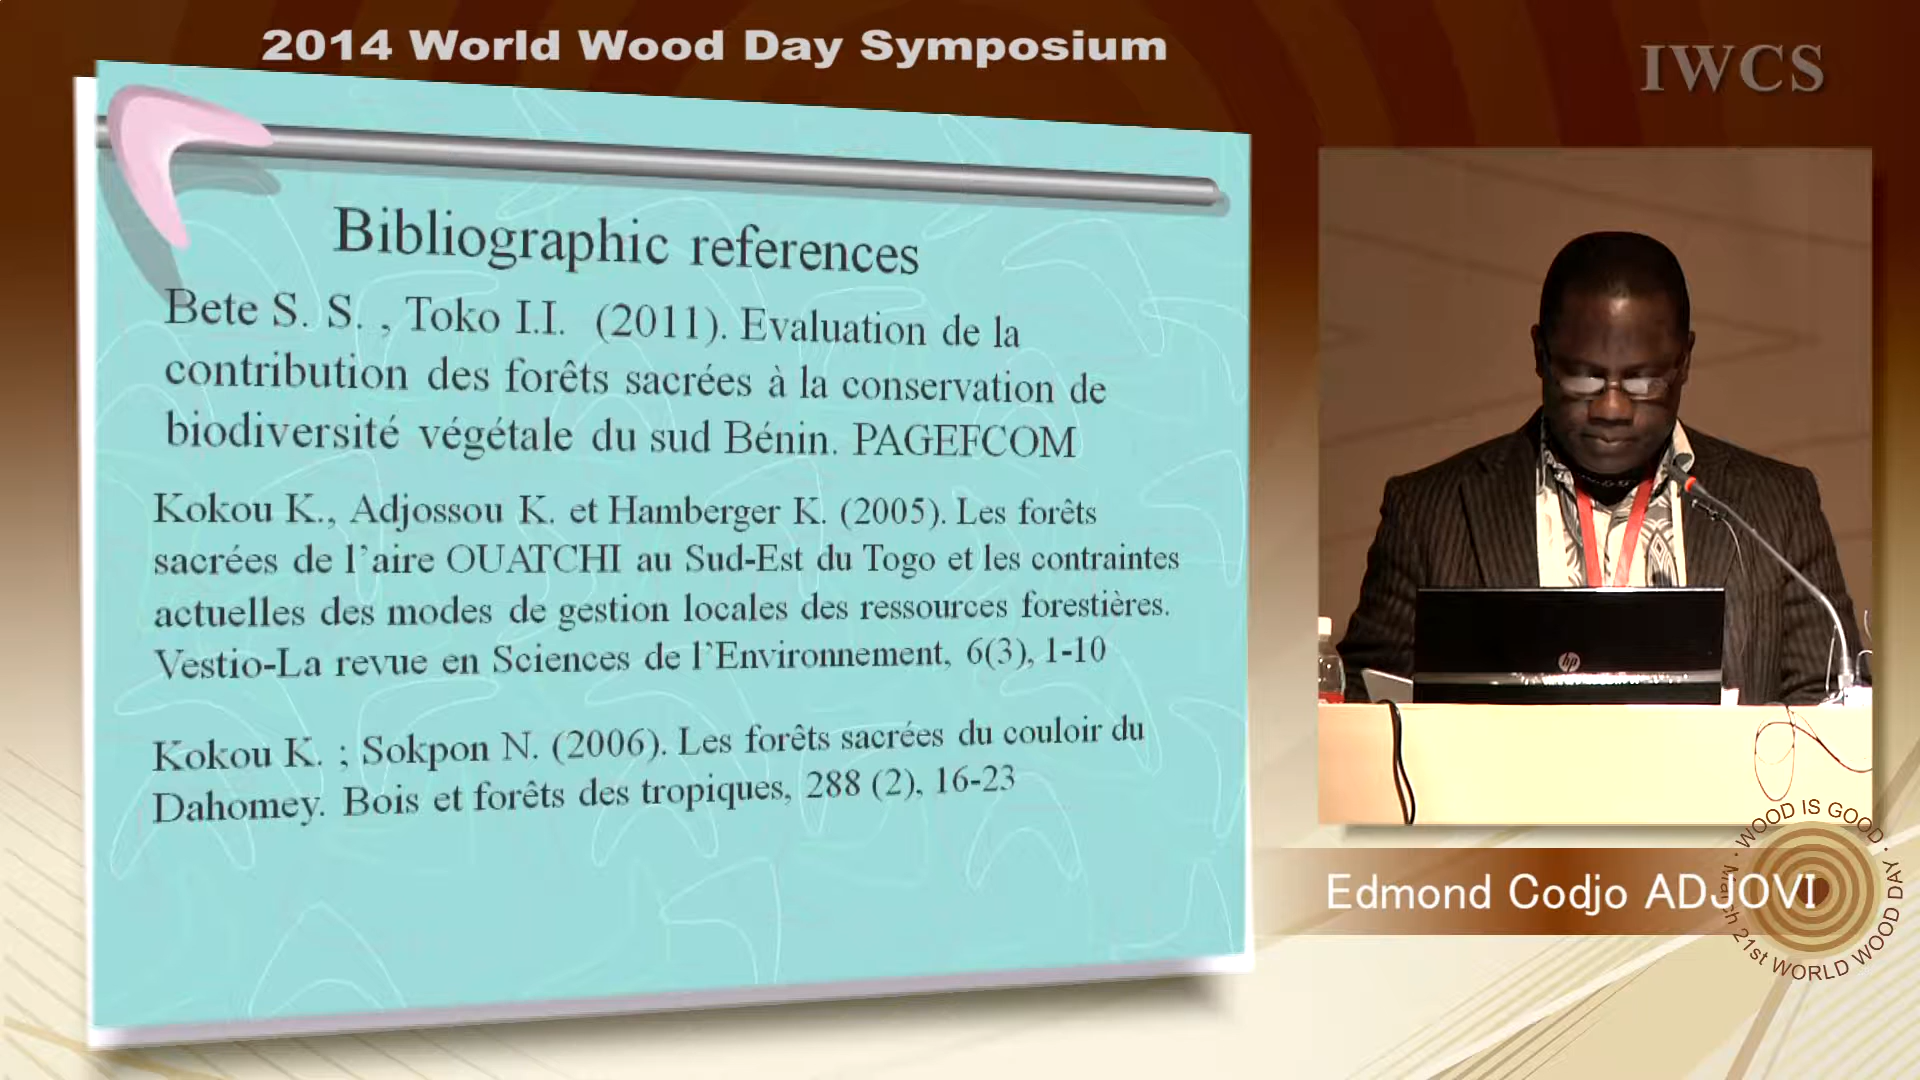 2014 World Wood Day Symposium
IWCS
Bibliographic references
Bete S. S. , Toko I.I. (2011). Evaluation de la
contribution des forêts sacrées à la conservation de
biodiversité végétale du sud Bénin. PAGEFCOM
Kokou K., Adjossou K. et Hamberger K. (2005). Les forêts
sacrées de l'aire OUATCHI au Sud-Est du Togo et les contraintes
actuelles des modes de gestion locales des ressources forestières.
Vestio-La revue en Sciences de l'Environnement, 6(3), 1-10
Kokou K. ; Sokpon N. (2006). Les forêts sacrées du couloir du
Dahomey. Bois et forêts des tropiques, 288 (2), 16-23
hp
Edmond Codjo ADJOVI
· WOOD IS GOOD ·
March 21st WORLD WOOD DAY